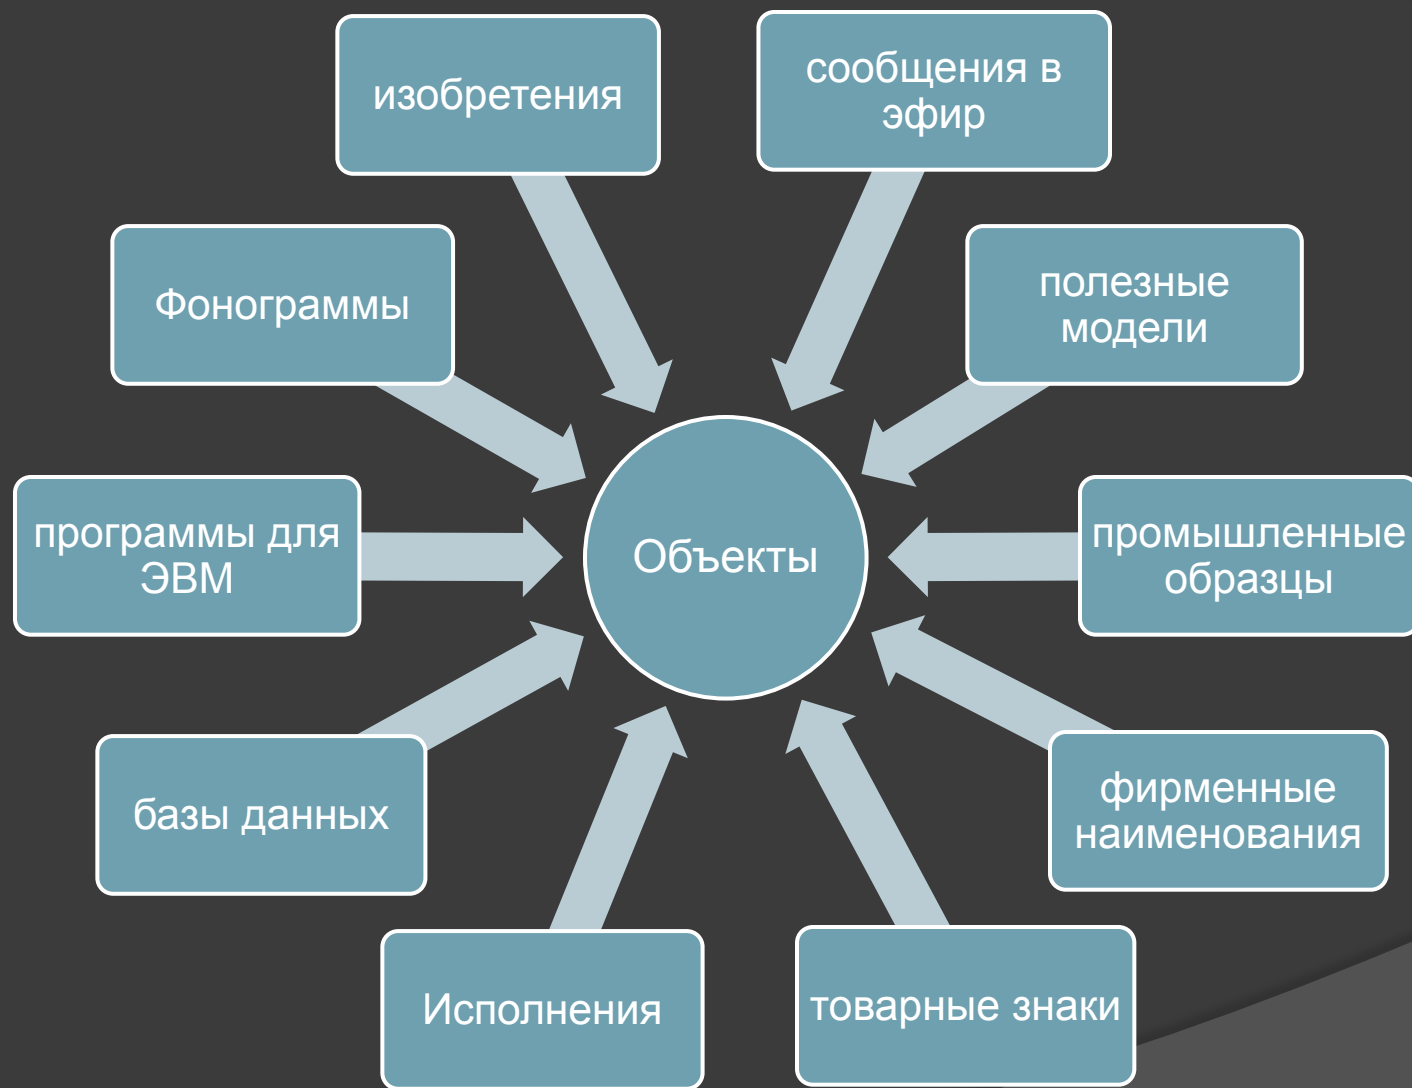 изобретения
сообщения в
эфир
Фонограммы
полезные
модели
программы для
ЭВМ
Объекты
промышленные
образцы
базы данных
фирменные
наименования
Исполнения
товарные знаки